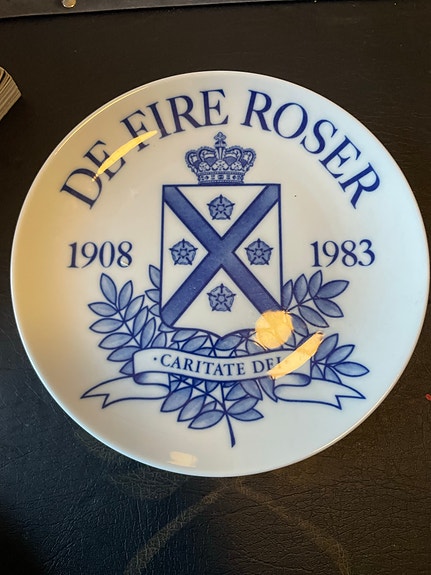 DE FIRE ROSER
1908 1983
·CARITATE DEI